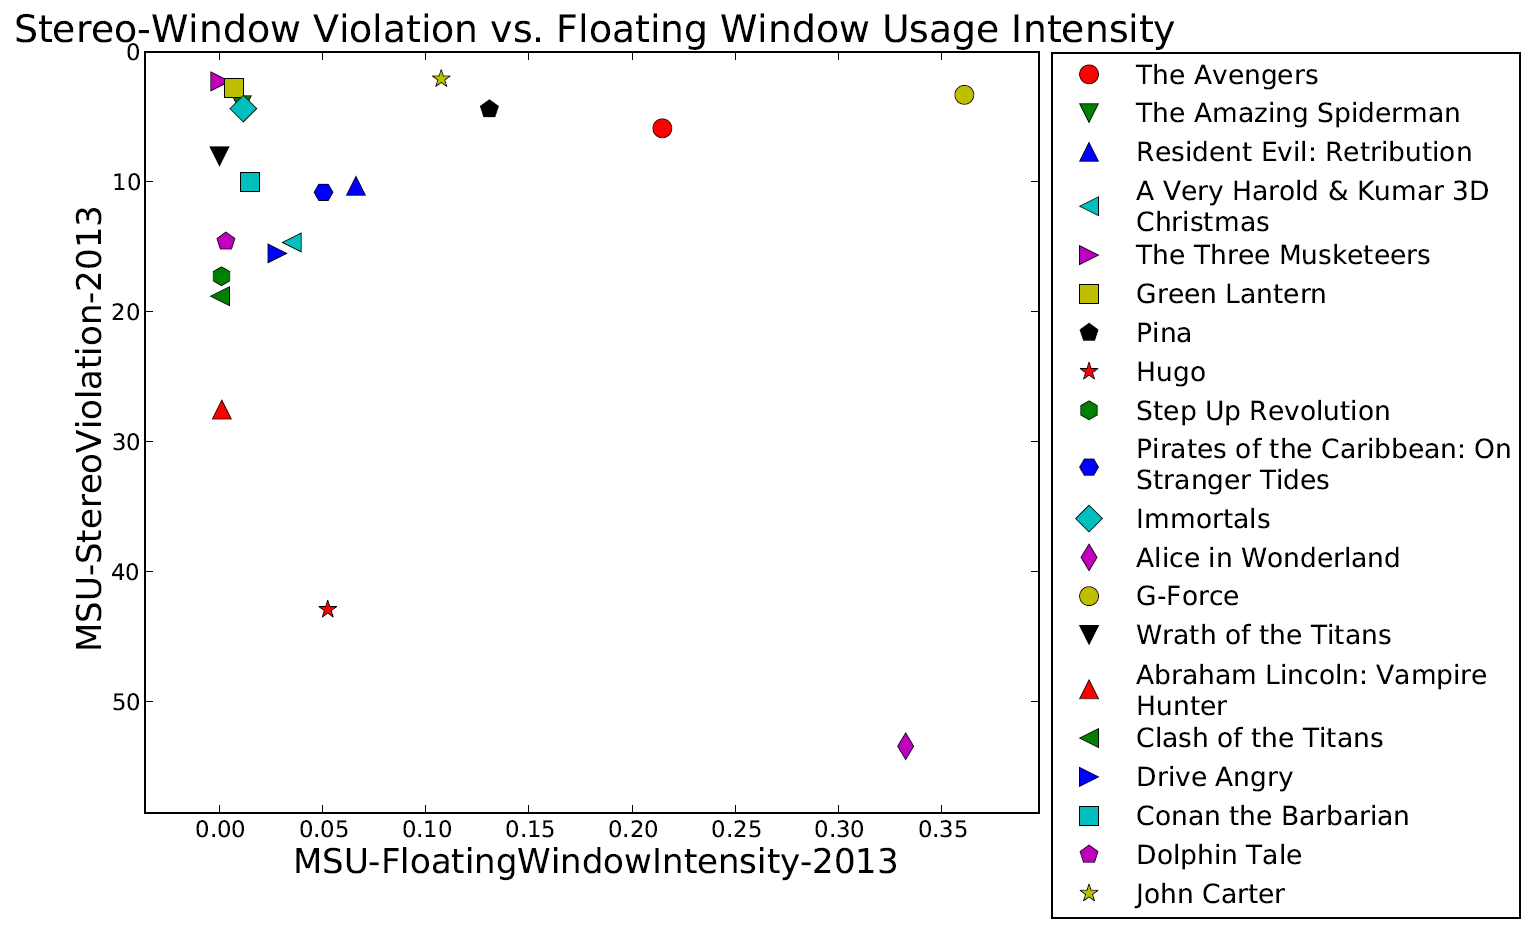 Stereo-Window Violation vs. Floating Window Usage Intensity
MSU-StereoViolation-2013
0
10
20
30
40
50
0.00 0.05 0.10 0.15 0.20 0.25 0.30 0.35
MSU-FloatingWindowIntensity-2013
The Avengers
The Amazing Spiderman
Resident Evil: Retribution
A Very Harold & Kumar 3D
Christmas
The Three Musketeers
Green Lantern
Pina
Hugo
Step Up Revolution
Pirates of the Caribbean: On
Stranger Tides
Immortals
Alice in Wonderland
G-Force
Wrath of the Titans
Abraham Lincoln: Vampire
Hunter
Clash of the Titans
Drive Angry
Conan the Barbarian
Dolphin Tale
John Carter